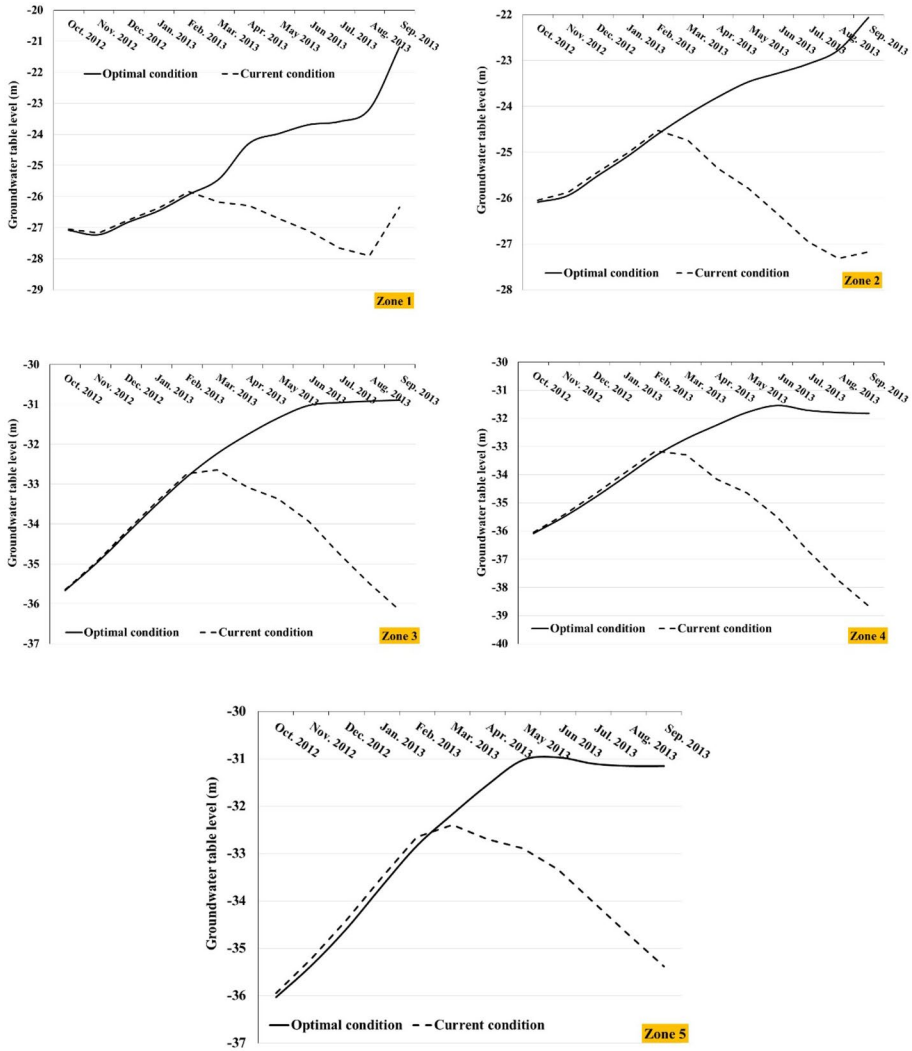 -20
-21
-22
-23
-24
-25
-26
-27
-28
-29
Groundwater table level (m)
Oct. 2012
Nov. 2012
Dec. 2012
Jan. 2013
Feb. 2013
Mar. 2013
Apr. 2013
May 2013
Jun 2013
Jul. 2013
Aug. 2013
Sep. 2013
Optimal condition
Current condition
Zone 1
-22
-23
-24
-25
-26
-27
-28
Groundwater table level (m)
Oct. 2012
Nov. 2012
Dec. 2012
Jan. 2013
Feb. 2013
Mar. 2013
Apr. 2013
May 2013
Jun 2013
Jul. 2013
Aug. 2013
Sep. 2013
Optimal condition
Current condition
Zone 2
-30
-31
-32
-33
-34
-35
-36
-37
Groundwater table level (m)
Oct. 2012
Nov. 2012
Dec. 2012
Jan. 2013
Feb. 2013
Mar. 2013
Apr. 2013
May 2013
Jun 2013
Jul. 2013
Aug. 2013
Sep. 2013
Optimal condition
Current condition
Zone 3
-30
-31
-32
-33
-34
-35
-36
-37
-38
-39
-40
Groundwater table level (m)
Oct. 2012
Nov. 2012
Dec. 2012
Jan. 2013
Feb. 2013
Mar. 2013
Apr. 2013
May 2013
Jun 2013
Jul. 2013
Aug. 2013
Sep. 2013
Optimal condition
Current condition
Zone 4
-30
-31
-32
-33
-34
-35
-36
-37
Groundwater table level (m)
Oct. 2012
Nov. 2012
Dec. 2012
Jan. 2013
Feb. 2013
Mar. 2013
Apr. 2013
May 2013
Jun 2013
Jul. 2013
Aug. 2013
Sep. 2013
Optimal condition
Current condition
Zone 5